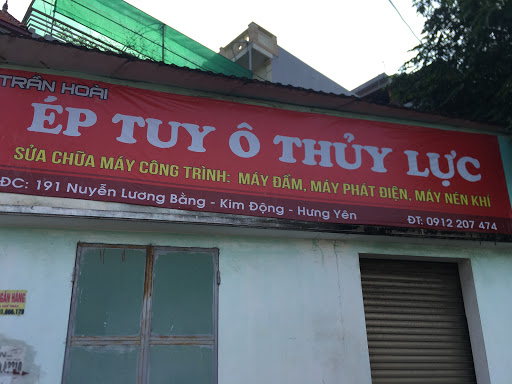 TRẦN HOÀI
ÉP TUY Ô THỦY LỰC
SỬA CHỮA MÁY CÔNG TRÌNH: MÁY ĐẦM, MÁY PHÁT ĐIỆN, MÁY NÉN KHÍ
ĐC: 191 Nuyễn Lương Bằng - Kim Động - Hưng Yên
ĐT: 0912 207 474